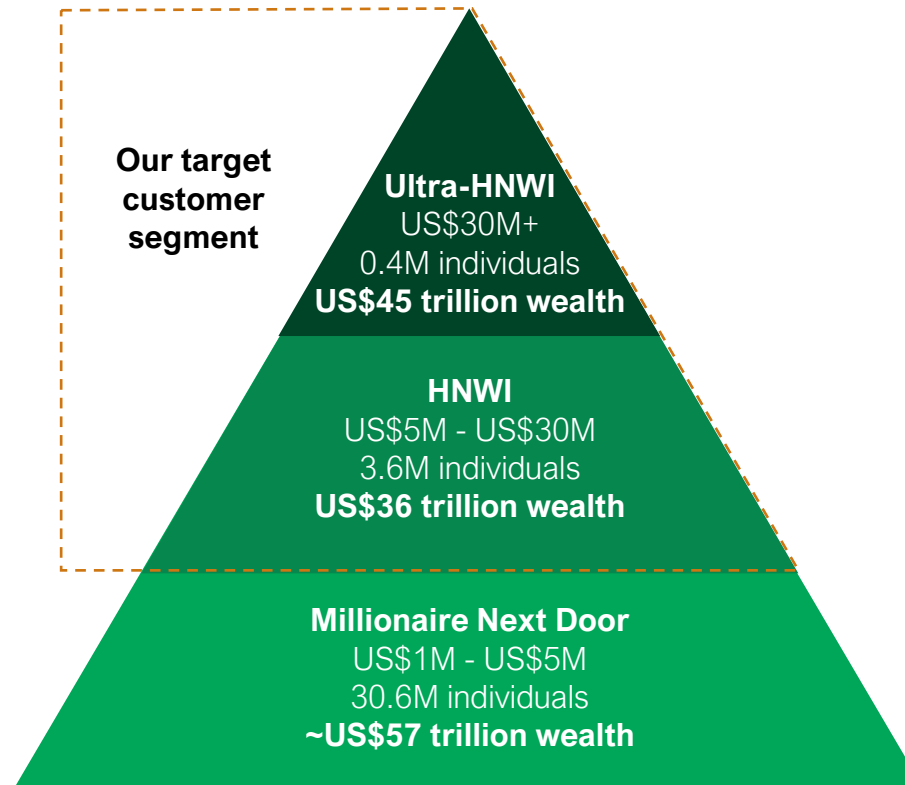 Our target
customer
segment
Ultra-HNWI
US$30M+
0.4M individuals
US$45 trillion wealth
HNWI
US$5M - US$30M
3.6M individuals
US$36 trillion wealth
Millionaire Next Door
US$1M - US$5M
30.6M individuals
~US$57 trillion wealth